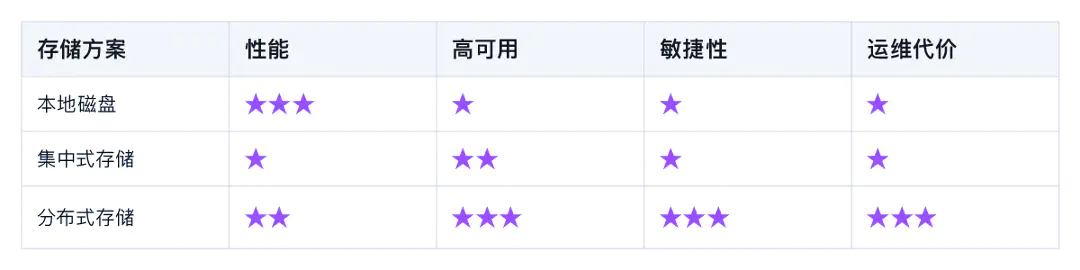 存储方案 性能 高可用 敏捷性 运维代价
本地磁盘 ★★★ ★ ★ ★
集中式存储 ★ ★★ ★ ★
分布式存储 ★★ ★★★ ★★★ ★★★